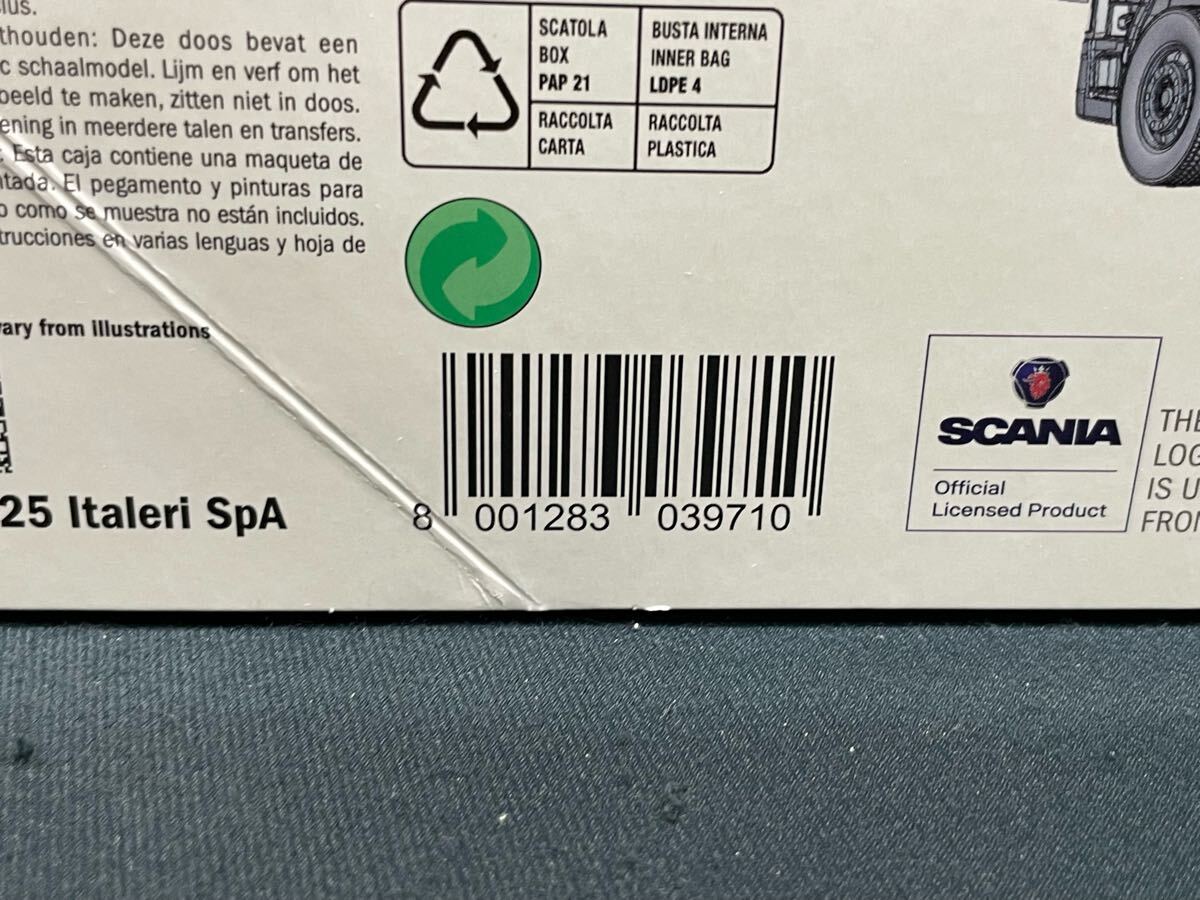 thouden: Deze doos bevat een
c schaalmodel. Lijm en verf om het
beeld te maken, zitten niet in doos.
ening in meerdere talen en transfers.
Esta caja contiene una maqueta de
ntada. El pegamento y pinturas para
o como se muestra no están incluidos.
trucciones en varias lenguas y hoja de
SCATOLA
BOX
PAP 21
BUSTA INTERNA
INNER BAG
LDPE 4
RACCOLTA
CARTA
RACCOLTA
PLASTICA
vary from illustrations
25 Italeri SpA
8 001283 039710
SCANIA
Official
Licensed Product
THE
LOG
IS U
FROM